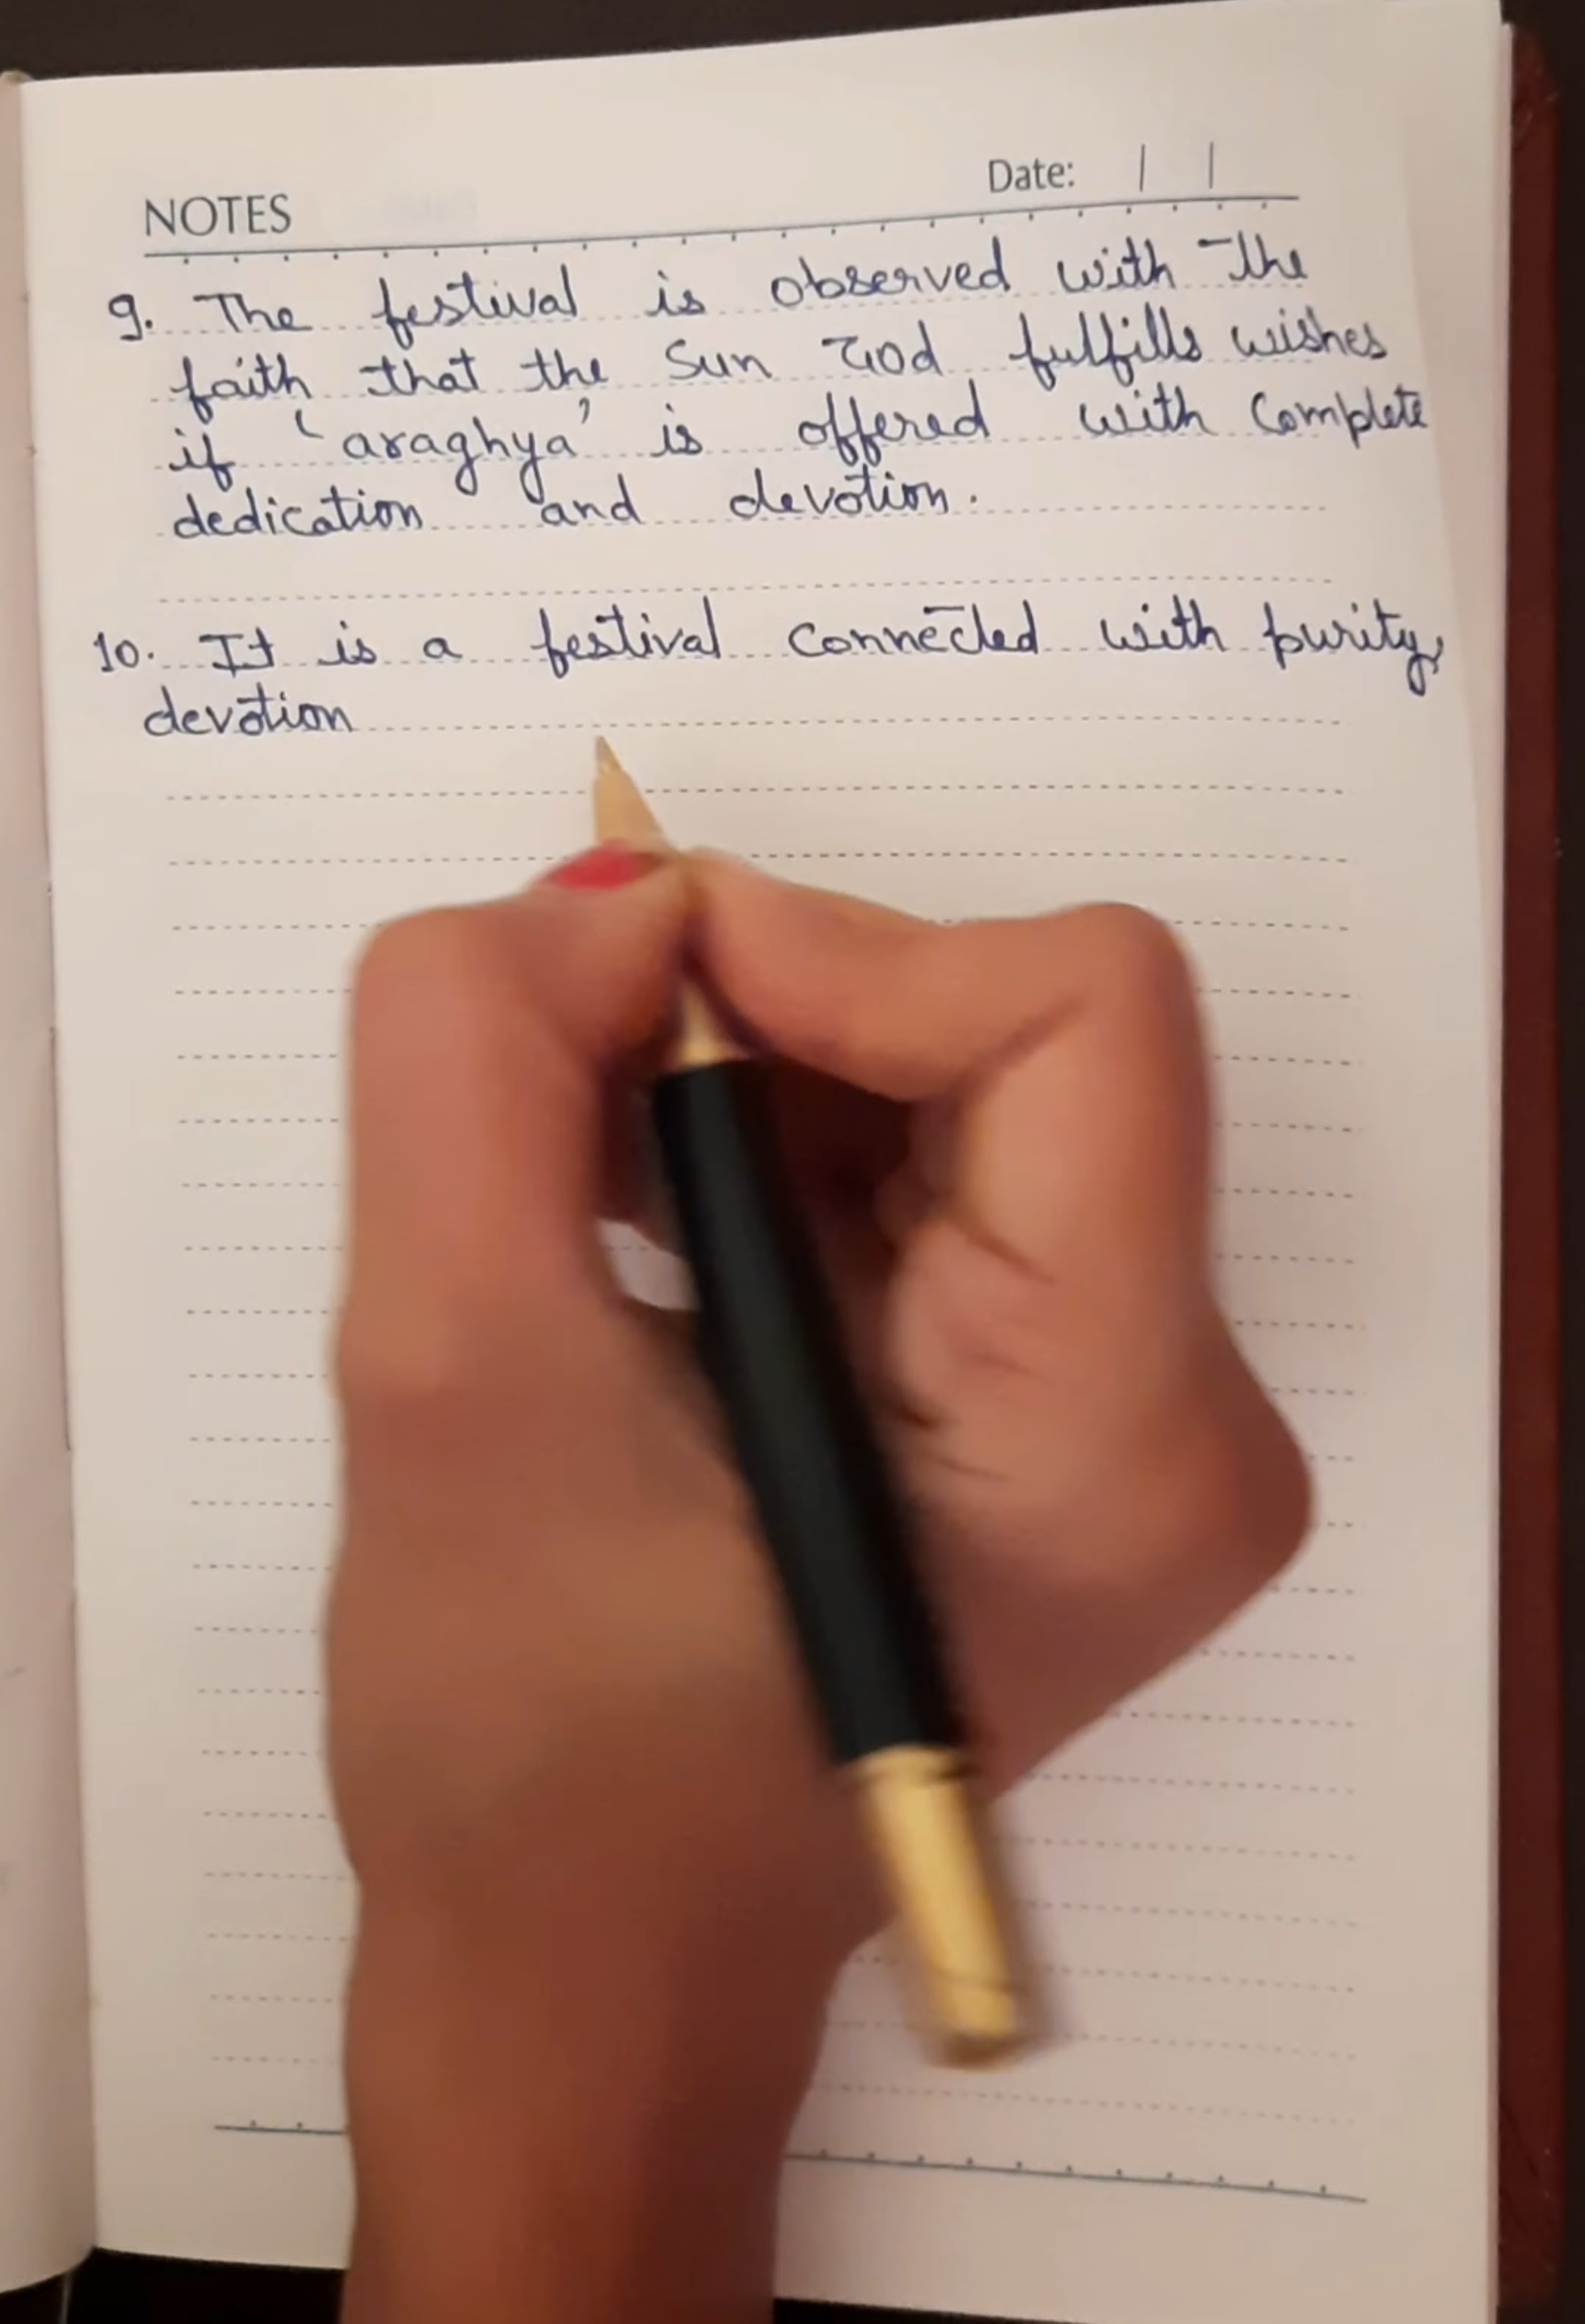 NOTES Date: / /
9. The festival is observed with the
faith that the Sun God fulfills wishes
if 'araghya' is offered with Complete
dedication and devotion.
10. It is a festival connected with purity,
devotion